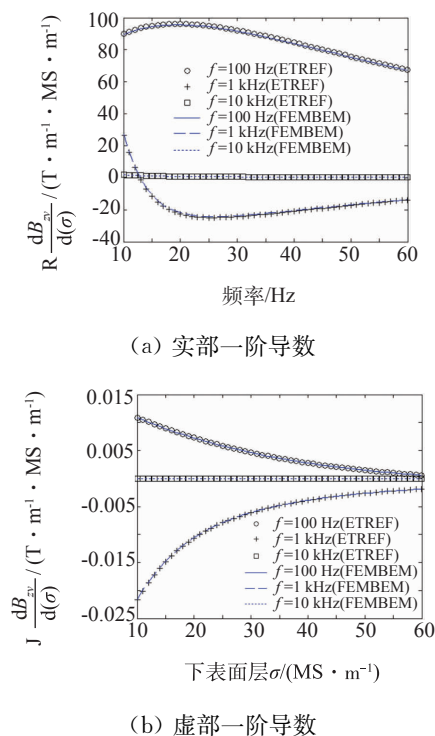 100
80
60
40
20
0
-20
-40
10 20 30 40 50 60
f=100 Hz(ETREF)
f=1 kHz(ETREF)
f=10 kHz(ETREF)
f=100 Hz(FEMBEM)
f=1 kHz(FEMBEM)
f=10 kHz(FEMBEM)
R dBzv/d(σ) /(T·m⁻¹·MS·m⁻¹)
频率/Hz
(a) 实部一阶导数
0.015
0.005
-0.005
-0.015
-0.025
10 20 30 40 50 60
f=100 Hz(ETREF)
f=1 kHz(ETREF)
f=10 kHz(ETREF)
f=100 Hz(FEMBEM)
f=1 kHz(FEMBEM)
f=10 kHz(FEMBEM)
J dBzv/d(σ) /(T·m⁻¹·MS·m⁻¹)
下表面层σ/(MS·m⁻¹)
(b) 虚部一阶导数